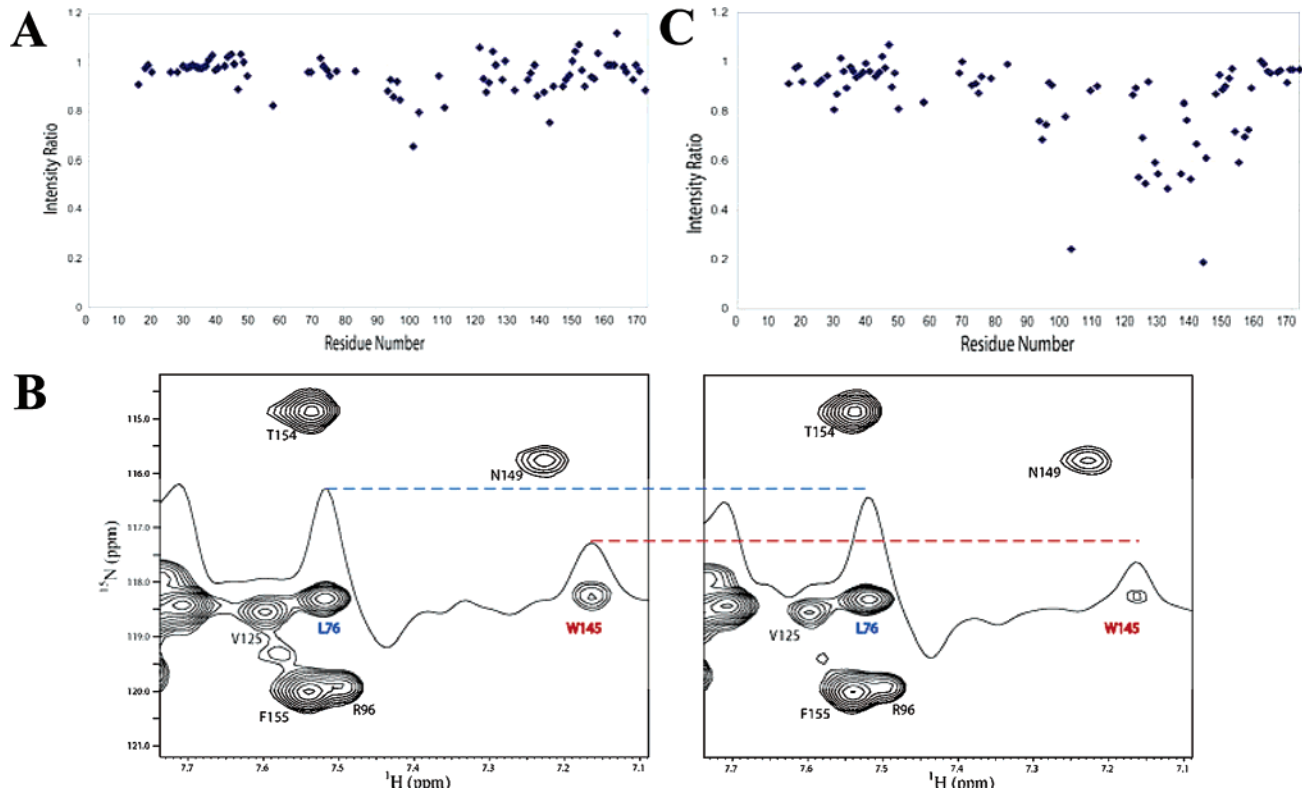 A
1.2
1
0.8
0.6
0.4
0.2
0
Intensity Ratio
0 10 20 30 40 50 60 70 80 90 100 110 120 130 140 150 160 170
Residue Number
C
1.2
1
0.8
0.6
0.4
0.2
0
Intensity Ratio
0 10 20 30 40 50 60 70 80 90 100 110 120 130 140 150 160 170
Residue Number
B
115.0
116.0
117.0
118.0
119.0
120.0
121.0
15N (ppm)
T154
N149
V125
L76
W145
F155
R96
7.7 7.6 7.5 7.4 7.3 7.2 7.1
1H (ppm)
T154
N149
V125
L76
W145
F155
R96
7.7 7.6 7.5 7.4 7.3 7.2 7.1
1H (ppm)